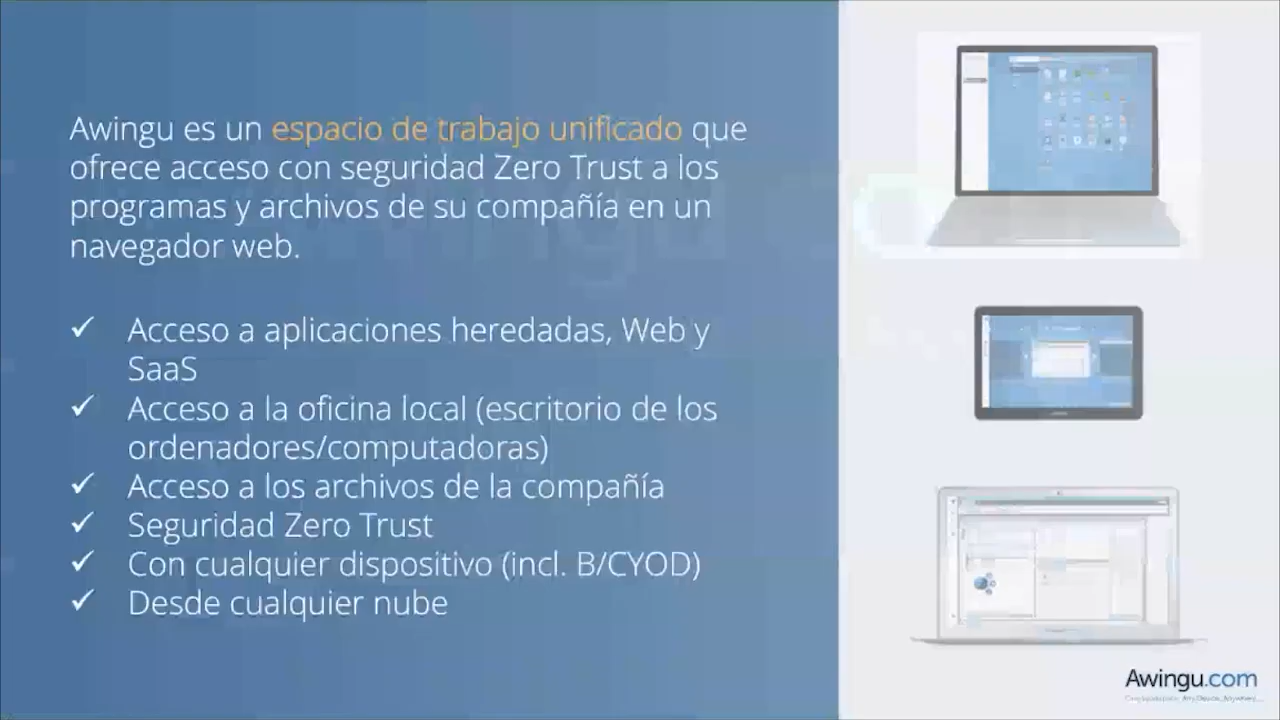 Awingu es un espacio de trabajo unificado que
ofrece acceso con seguridad Zero Trust a los
programas y archivos de su compañía en un
navegador web.
✓ Acceso a aplicaciones heredadas, Web y
SaaS
✓ Acceso a la oficina local (escritorio de los
ordenadores/computadoras)
✓ Acceso a los archivos de la compañía
✓ Seguridad Zero Trust
✓ Con cualquier dispositivo (incl. B/CYOD)
✓ Desde cualquier nube
Awingu.com
Any Device, Anywhere